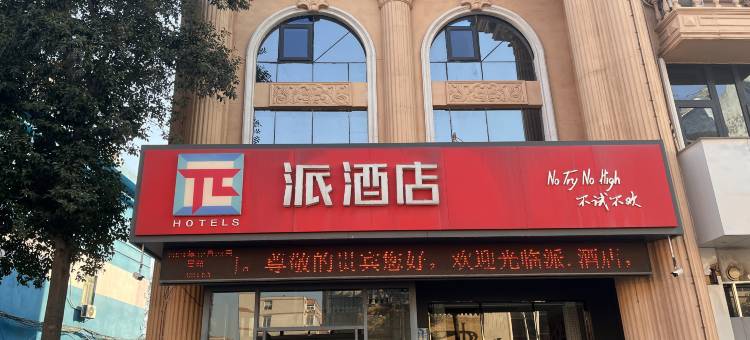 HOTELS
派酒店
No Try No High
不试不欢
尊敬的贵宾您好，欢迎光临派.酒店，